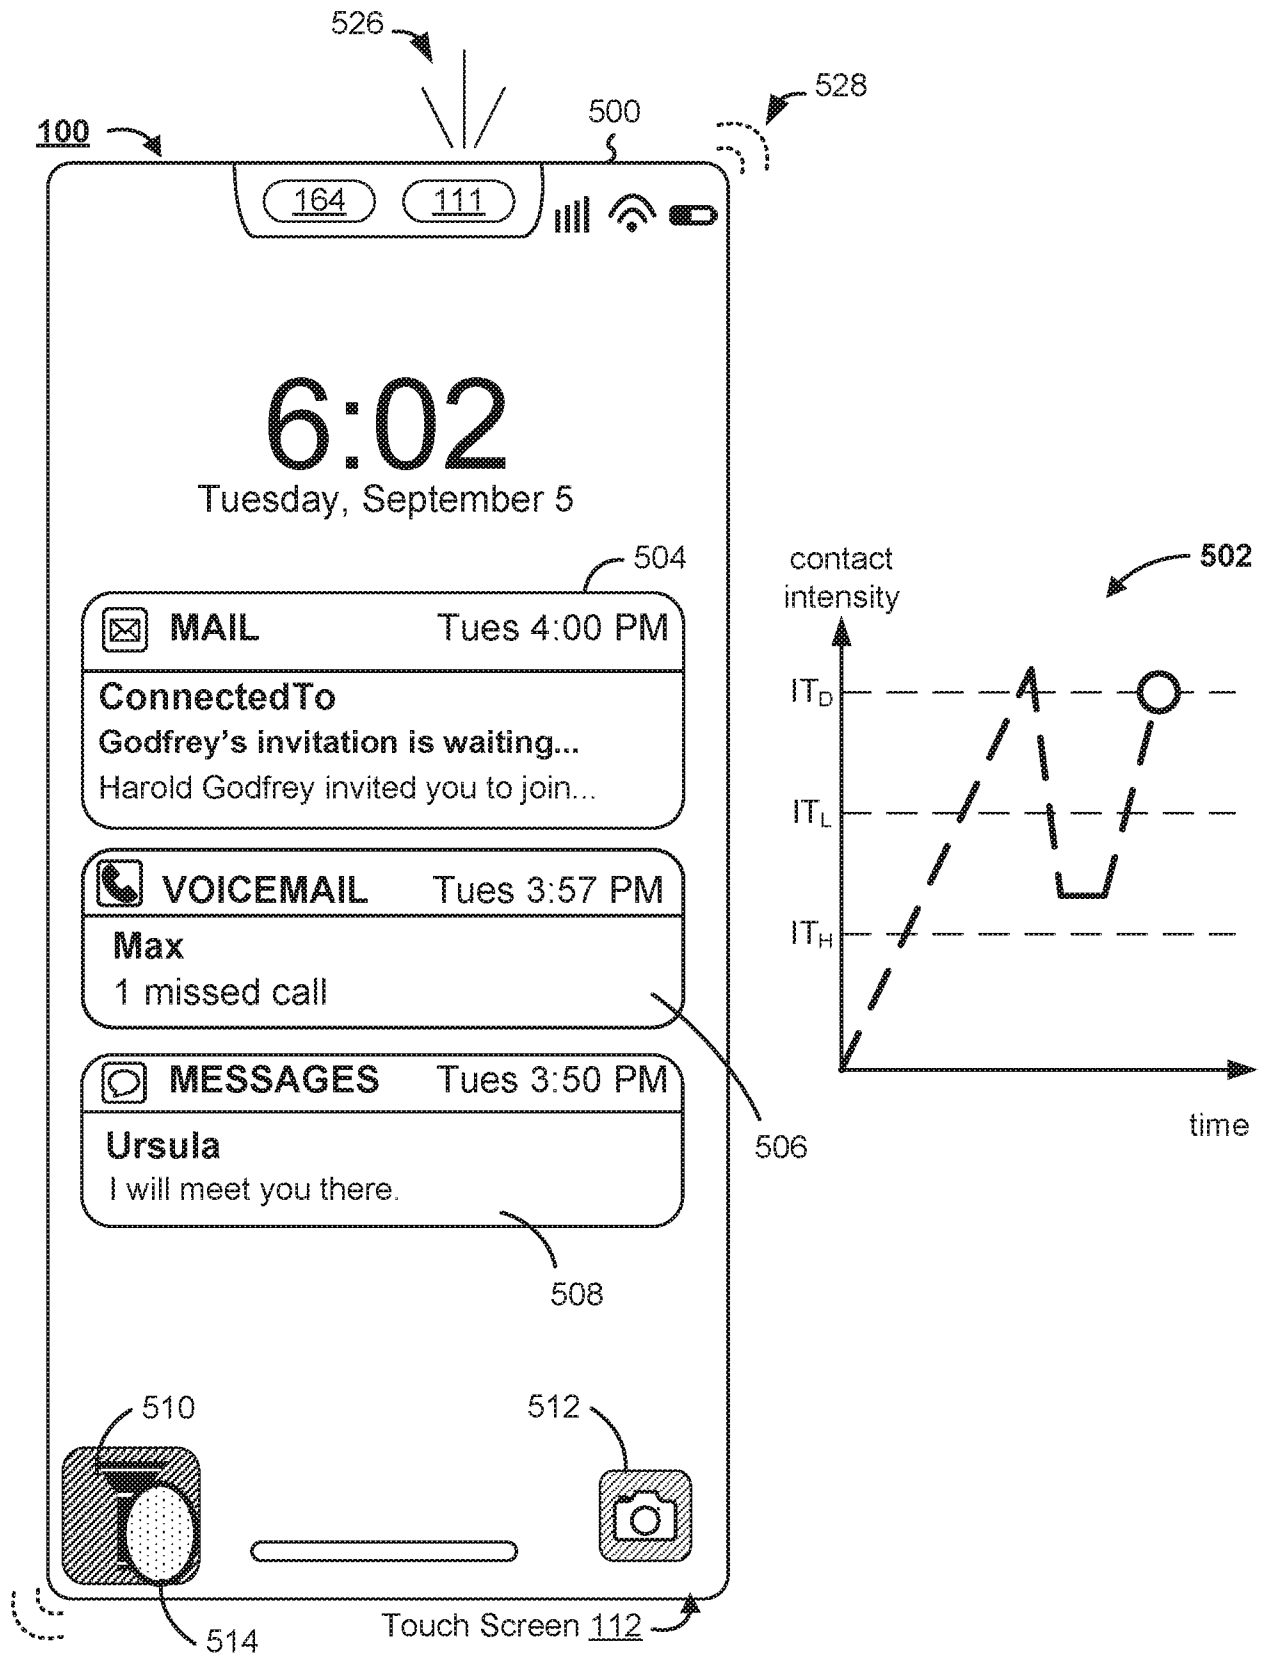 526
528
500
100
164
111
6:02
Tuesday, September 5
504
MAIL Tues 4:00 PM
ConnectedTo
Godfrey's invitation is waiting...
Harold Godfrey invited you to join...
VOICEMAIL Tues 3:57 PM
Max
1 missed call
MESSAGES Tues 3:50 PM
Ursula
I will meet you there.
506
508
510
512
514
Touch Screen 112
contact
intensity
502
ITD
ITL
ITH
time